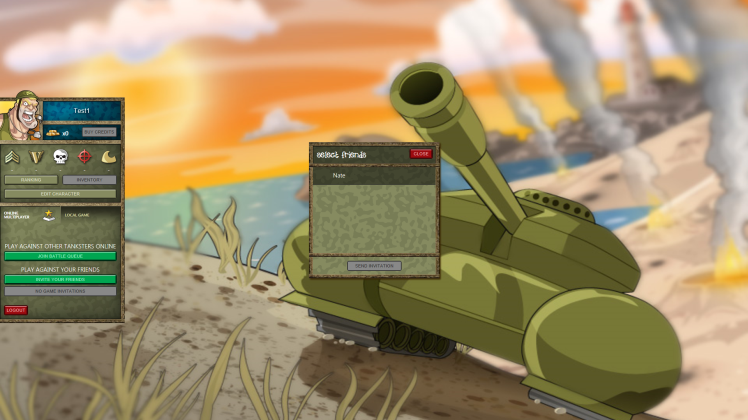 Test1
x0
BUY CREDITS
AWARDS
INVENTORY
EDIT CHARACTER
ONLINE MULTIPLAYER
LOCAL GAME
PLAY AGAINST OTHER TANKSTERS ONLINE
JOIN BATTLE QUEUE
PLAY AGAINST YOUR FRIENDS
INVITE YOUR FRIENDS
NO GAME INVITATIONS
LOGOUT
Select Friends
CLOSE
Nate
SEND INVITATION